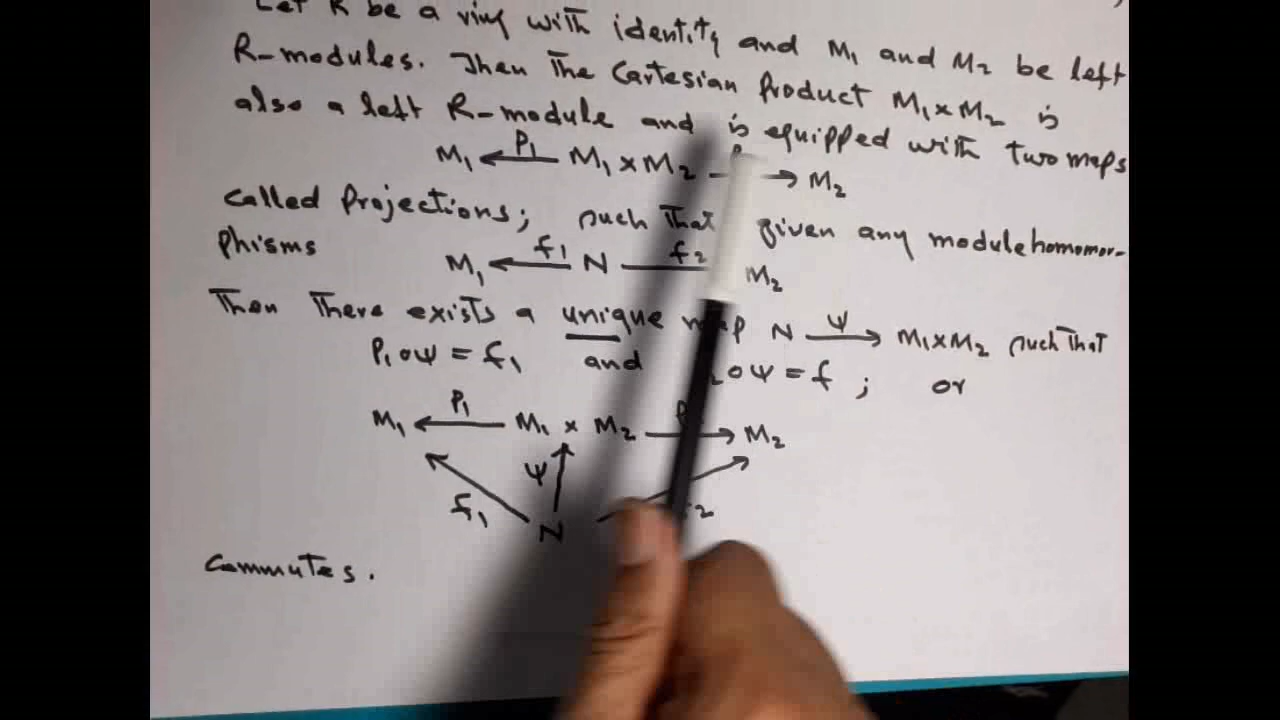 Let R be a ring with identity and M₁ and M₂ be left
R-modules. Then the Cartesian Product M₁ × M₂ is
also a left R-module and is equipped with two maps
M₁ ←P₁ M₁ × M₂ → M₂
called Projections; such that given any module homomor-
phisms M₁ ←f₁ N f₂ M₂
Then There exists a unique N ψ→ M₁×M₂ such That
P₁oψ = f₁ and ₂oψ = f ; or
M₁ ←P₁ M₁ × M₂ → M₂
ψ
f₁ N ₂
Commutes.